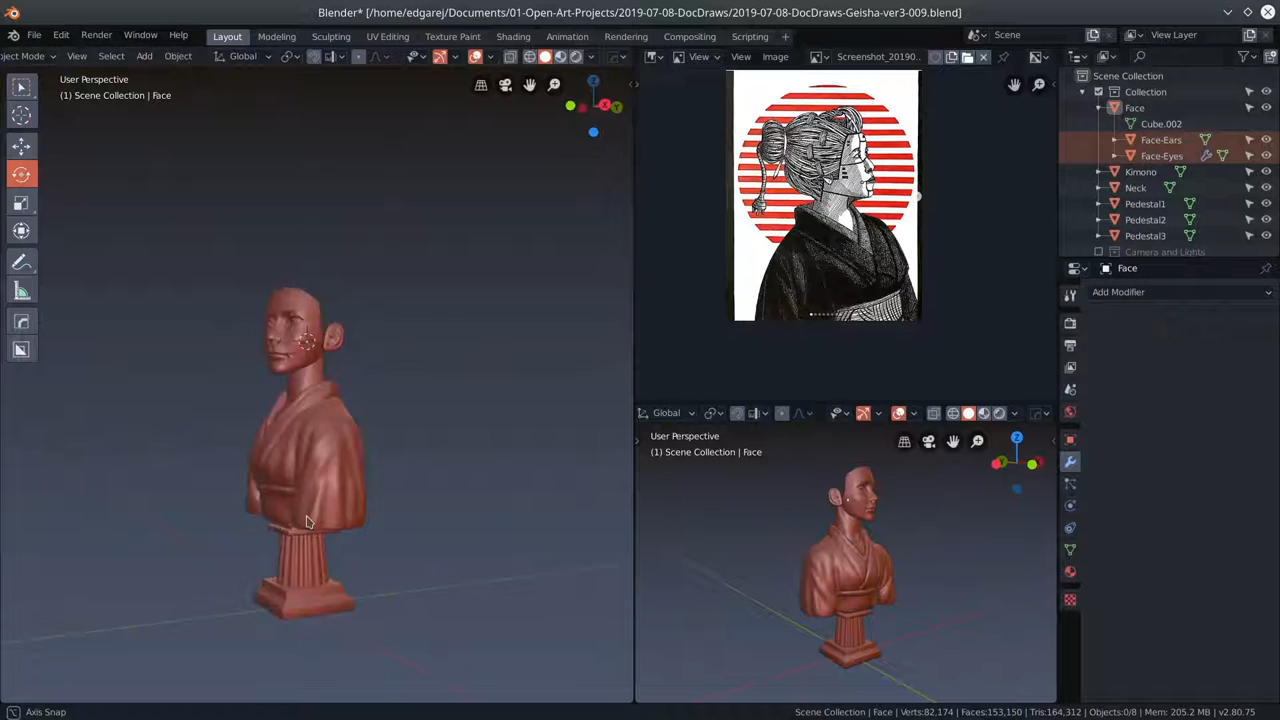 Blender* [/home/edgarej/Documents/01-Open-Art-Projects/2019-07-08-DocDraws/2019-07-08-DocDraws-Geisha-ver3-009.blend]
File Edit Render Window Help Layout Modeling Sculpting UV Editing Texture Paint Shading Animation Rendering Compositing Scripting + Scene View Layer
oject Mode View Select Add Object Global View View Image Screenshot_20190..
User Perspective
(1) Scene Collection | Face
Scene Collection
Collection
Face
Cube.002
Face-Ears
Face-Eyes
Kimono
Neck
Pedestal1
Pedestal2
Pedestal3
Camera and Lights
Face
Add Modifier
Global
User Perspective
(1) Scene Collection | Face
Axis Snap
Scene Collection | Face | Verts:82,174 | Faces:153,150 | Tris:164,312 | Objects:0/8 | Mem: 205.2 MB | v2.80.75